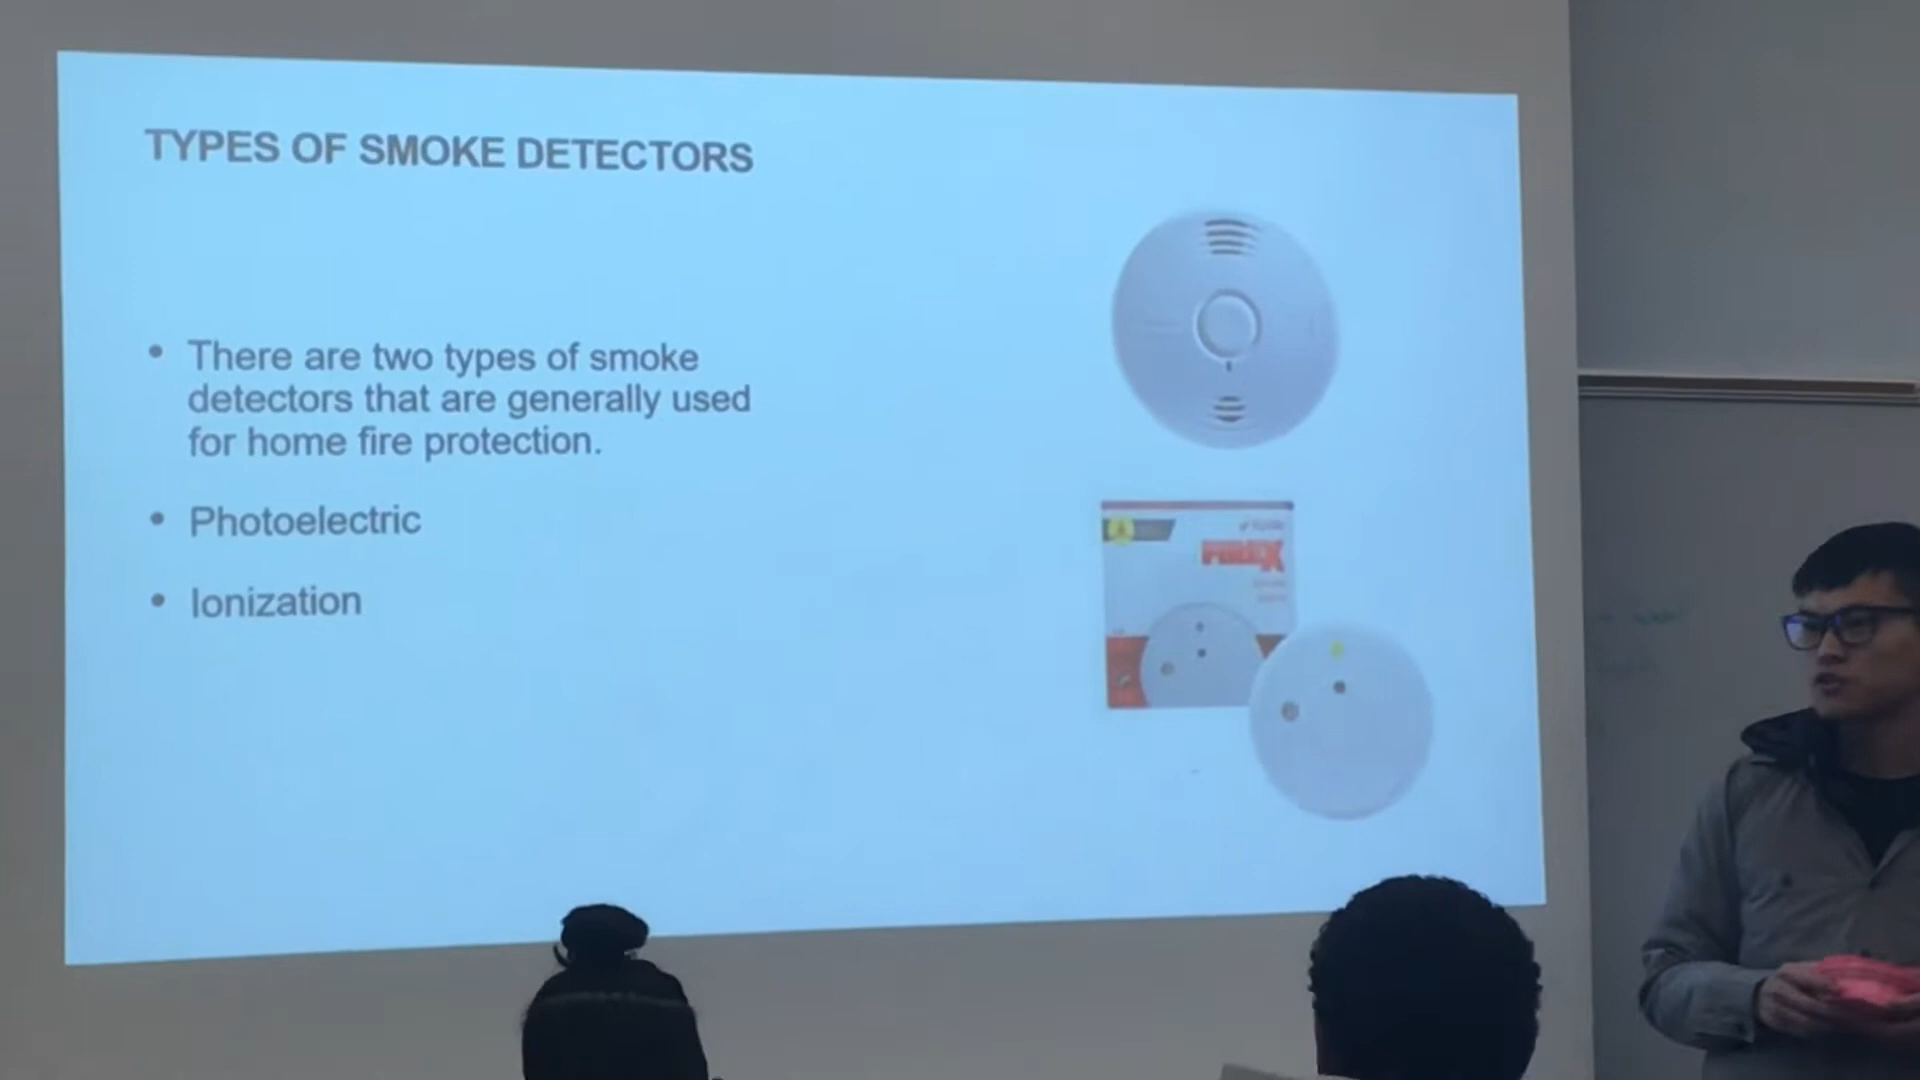 TYPES OF SMOKE DETECTORS
• There are two types of smoke
detectors that are generally used
for home fire protection.
• Photoelectric
• Ionization
FIREX